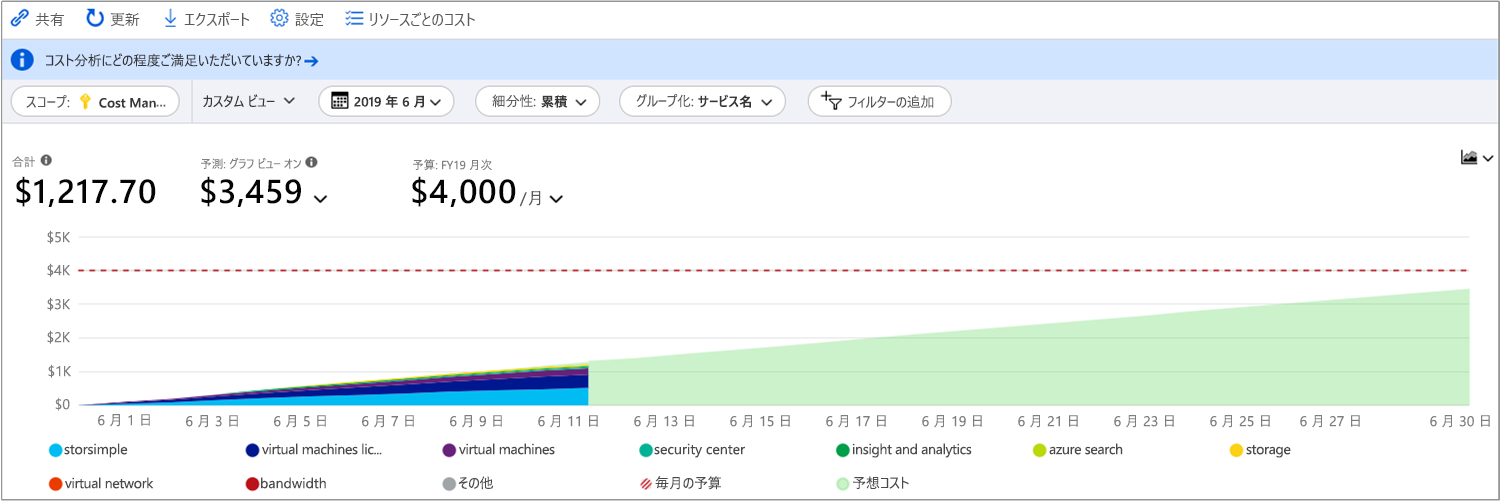 共有 更新 エクスポート 設定 リソースごとのコスト
コスト分析にどの程度ご満足いただいていますか?
スコープ: Cost Man... カスタム ビュー 2019 年 6 月 細分性: 累積 グループ化: サービス名 フィルターの追加
合計 予測: グラフ ビュー オン 予算: FY19 月次
$1,217.70 $3,459 $4,000 /月
$5K
$4K
$3K
$2K
$1K
$0
6 月 1 日 6 月 3 日 6 月 5 日 6 月 7 日 6 月 9 日 6 月 11 日 6 月 13 日 6 月 15 日 6 月 17 日 6 月 19 日 6 月 21 日 6 月 23 日 6 月 25 日 6 月 27 日 6 月 30 日
storsimple virtual machines lic... virtual machines security center insight and analytics azure search storage
virtual network bandwidth その他 毎月の予算 予想コスト